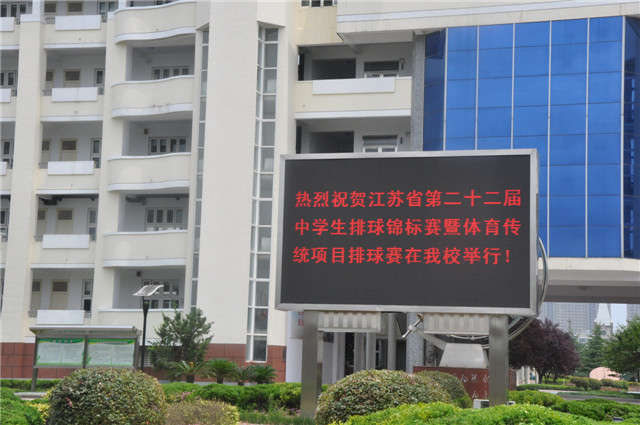 热烈祝贺江苏省第二十二届
中学生排球锦标赛暨体育传
统项目排球赛在我校举行！